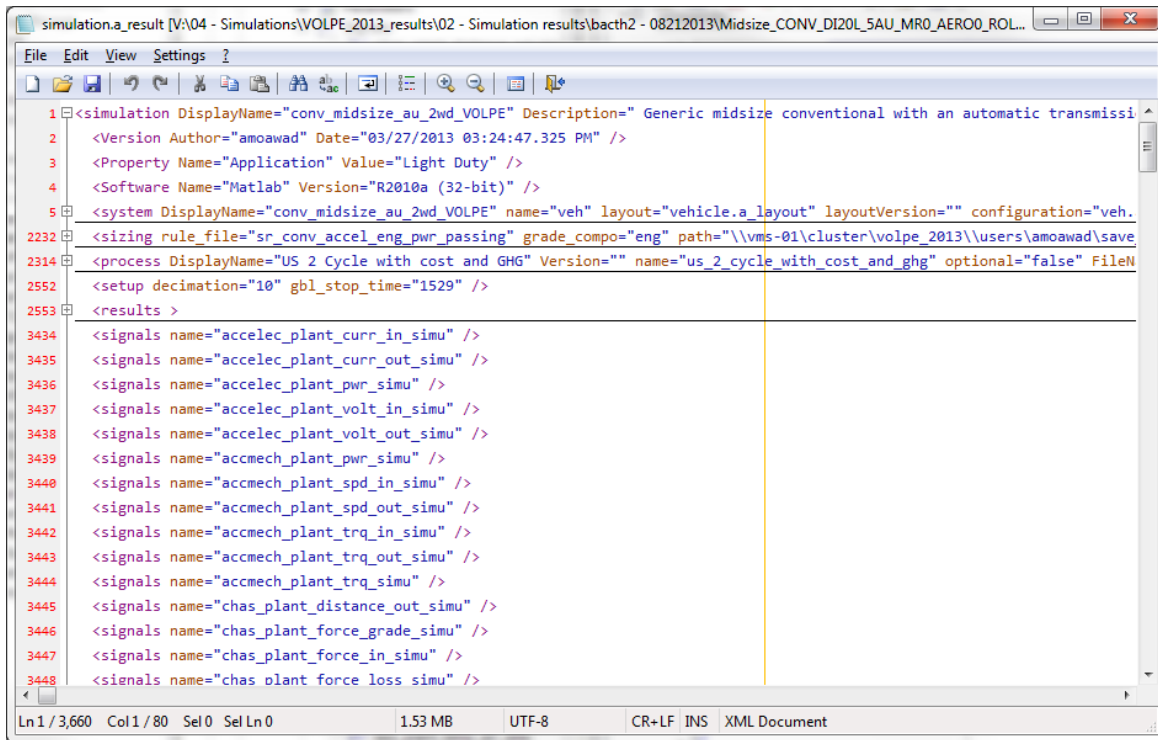 simulation.a_result [V:\04 - Simulations\VOLPE_2013_results\02 - Simulation results\bacth2 - 08212013\Midsize_CONV_DI20L_5AU_MR0_AERO0_ROL...
File Edit View Settings ?
1 <simulation DisplayName="conv_midsize_au_2wd_VOLPE" Description=" Generic midsize conventional with an automatic transmissi
2 <Version Author="amoawad" Date="03/27/2013 03:24:47.325 PM" />
3 <Property Name="Application" Value="Light Duty" />
4 <Software Name="Matlab" Version="R2010a (32-bit)" />
5 <system DisplayName="conv_midsize_au_2wd_VOLPE" name="veh" layout="vehicle.a_layout" layoutVersion="" configuration="veh.
2232 <sizing rule_file="sr_conv_accel_eng_pwr_passing" grade_compo="eng" path="\\vms-01\cluster\volpe_2013\\users\amoawad\save
2314 <process DisplayName="US 2 Cycle with cost and GHG" Version="" name="us_2_cycle_with_cost_and_ghg" optional="false" FileN
2552 <setup decimation="10" gbl_stop_time="1529" />
2553 <results >
3434 <signals name="accelec_plant_curr_in_simu" />
3435 <signals name="accelec_plant_curr_out_simu" />
3436 <signals name="accelec_plant_pwr_simu" />
3437 <signals name="accelec_plant_volt_in_simu" />
3438 <signals name="accelec_plant_volt_out_simu" />
3439 <signals name="accmech_plant_pwr_simu" />
3440 <signals name="accmech_plant_spd_in_simu" />
3441 <signals name="accmech_plant_spd_out_simu" />
3442 <signals name="accmech_plant_trq_in_simu" />
3443 <signals name="accmech_plant_trq_out_simu" />
3444 <signals name="accmech_plant_trq_simu" />
3445 <signals name="chas_plant_distance_out_simu" />
3446 <signals name="chas_plant_force_grade_simu" />
3447 <signals name="chas_plant_force_in_simu" />
3448 <signals name="chas_plant_force_loss_simu" />
Ln 1 / 3,660 Col 1 / 80 Sel 0 Sel Ln 0 1.53 MB UTF-8 CR+LF INS XML Document